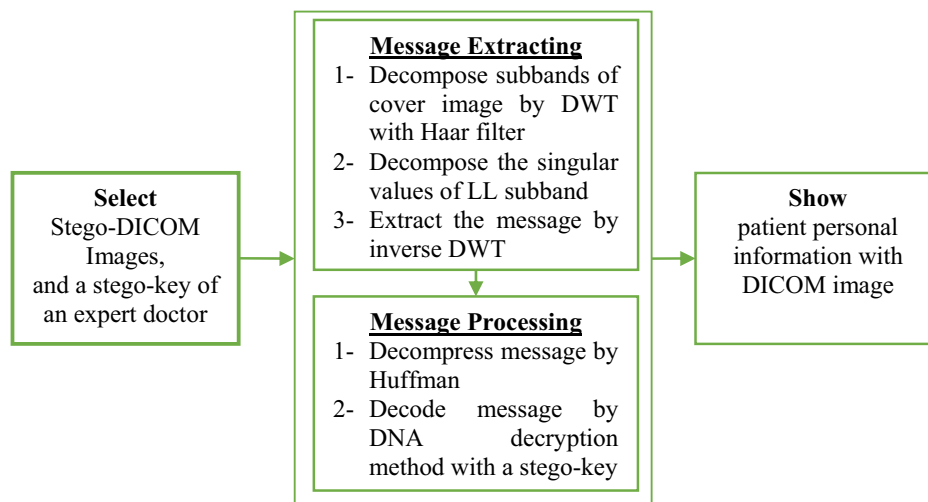 Select
Stego-DICOM
Images,
and a stego-key of
an expert doctor
Message Extracting
1- Decompose subbands of
cover image by DWT
with Haar filter
2- Decompose the singular
values of LL subband
3- Extract the message by
inverse DWT
Message Processing
1- Decompress message by
Huffman
2- Decode message by
DNA decryption
method with a stego-key
Show
patient personal
information with
DICOM image